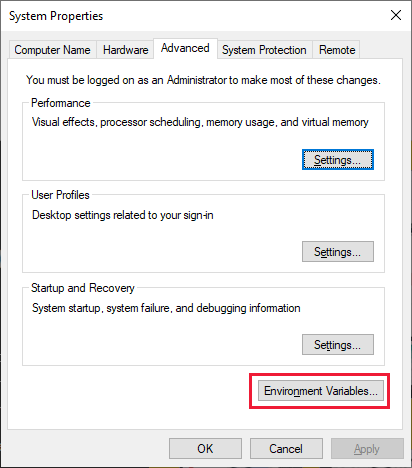 System Properties
Computer Name Hardware Advanced System Protection Remote
You must be logged on as an Administrator to make most of these changes.
Performance
Visual effects, processor scheduling, memory usage, and virtual memory
Settings...
User Profiles
Desktop settings related to your sign-in
Settings...
Startup and Recovery
System startup, system failure, and debugging information
Settings...
Environment Variables...
OK Cancel Apply